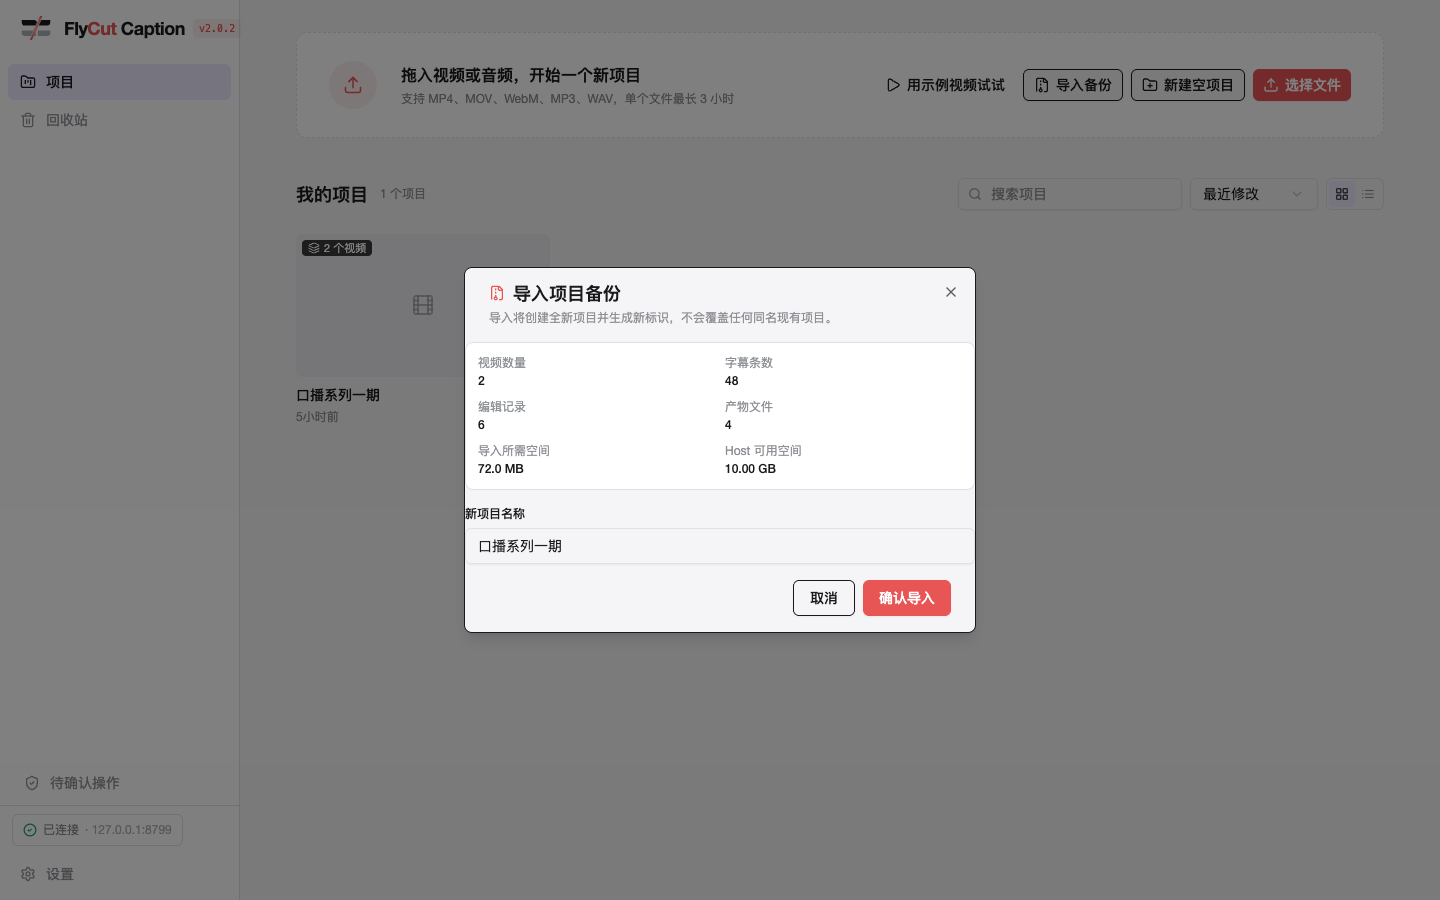 FlyCut Caption v2.0.2
项目
回收站
拖入视频或音频，开始一个新项目
支持 MP4、MOV、WebM、MP3、WAV，单个文件最长 3 小时
用示例视频试试
导入备份
新建空项目
选择文件
我的项目
1 个项目
搜索项目
最近修改
2 个视频
口播系列一期
5小时前
导入项目备份
导入将创建全新项目并生成新标识，不会覆盖任何同名现有项目。
视频数量
2
字幕条数
48
编辑记录
6
产物文件
4
导入所需空间
72.0 MB
Host 可用空间
10.00 GB
新项目名称
口播系列一期
取消
确认导入
待确认操作
已连接 · 127.0.0.1:8799
设置